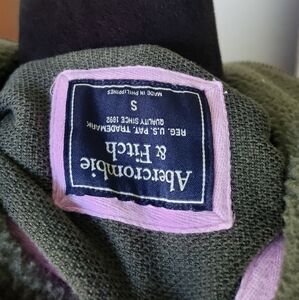 Abercrombie
& Fitch
REG. U.S. PAT. TRADEMARK
QUALITY SINCE 1892
S
MADE IN PHILIPPINES